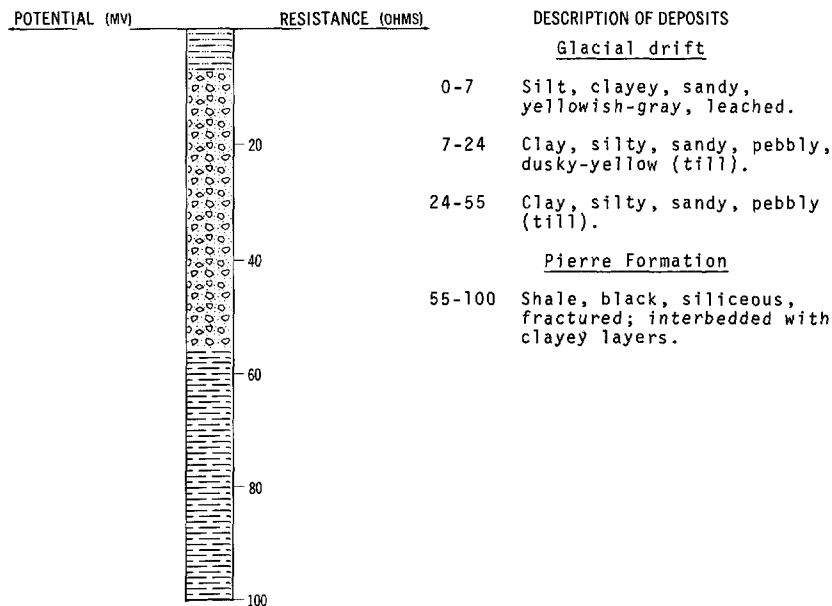 POTENTIAL (MV) RESISTANCE (OHMS) DESCRIPTION OF DEPOSITS
Glacial drift
0-7 Silt, clayey, sandy,
yellowish-gray, leached.
20
7-24 Clay, silty, sandy, pebbly,
dusky-yellow (till).
24-55 Clay, silty, sandy, pebbly
(till).
40
Pierre Formation
55-100 Shale, black, siliceous,
fractured; interbedded with
clayey layers.
60
80
100